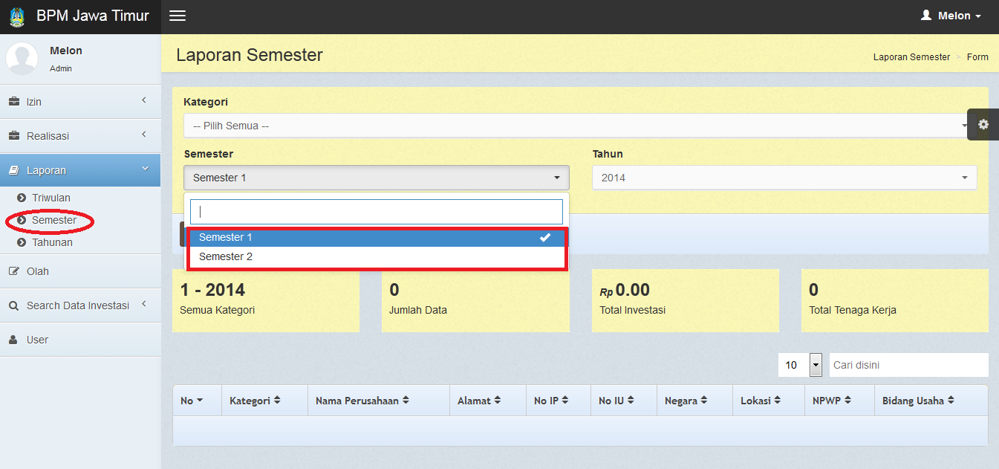 BPM Jawa Timur
Melon
Melon
Admin
Izin
Realisasi
Laporan
Triwulan
Semester
Tahunan
Olah
Search Data Investasi
User
Laporan Semester
Laporan Semester > Form
Kategori
-- Pilih Semua --
Semester
Tahun
Semester 1
2014
Semester 1
Semester 2
1 - 2014
Semua Kategori
0
Jumlah Data
Rp 0.00
Total Investasi
0
Total Tenaga Kerja
10
Cari disini
No Kategori Nama Perusahaan Alamat No IP No IU Negara Lokasi NPWP Bidang Usaha